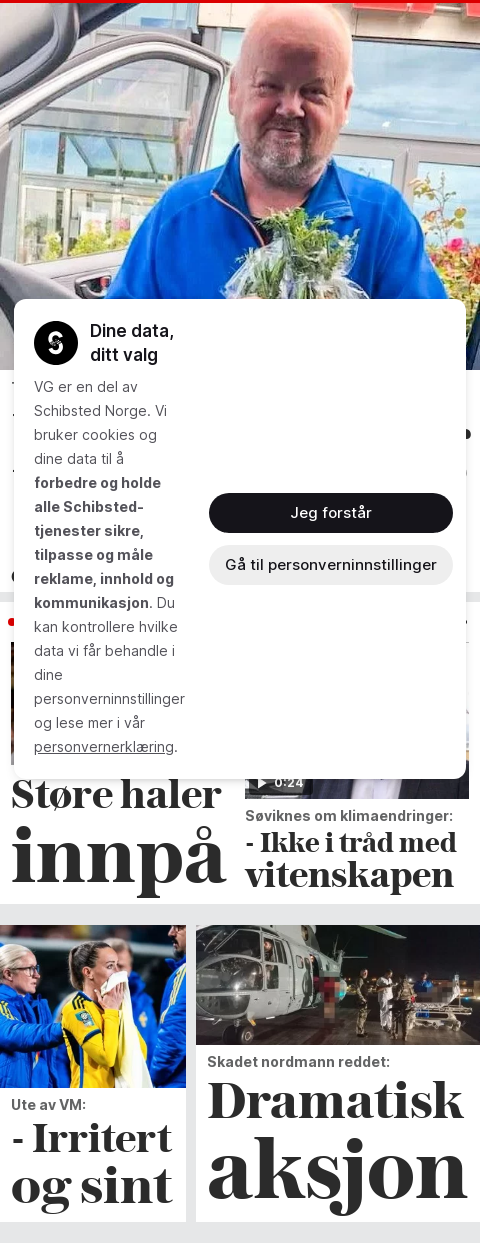 Dine data,
ditt valg
VG er en del av
Schibsted Norge. Vi
bruker cookies og
dine data til å
forbedre og holde
alle Schibsted-
tjenester sikre,
tilpasse og måle
reklame, innhold og
kommunikasjon. Du
kan kontrollere hvilke
data vi får behandle i
dine
personverninnstillinger
og lese mer i vår
personvernerklæring.
Jeg forstår
Gå til personverninnstillinger
Støre haler
innpå
0:24
Søviknes om klimaendringer:
- Ikke i tråd med
vitenskapen
Ute av VM:
- Irritert
og sint
Skadet nordmann reddet:
Dramatisk
aksjon